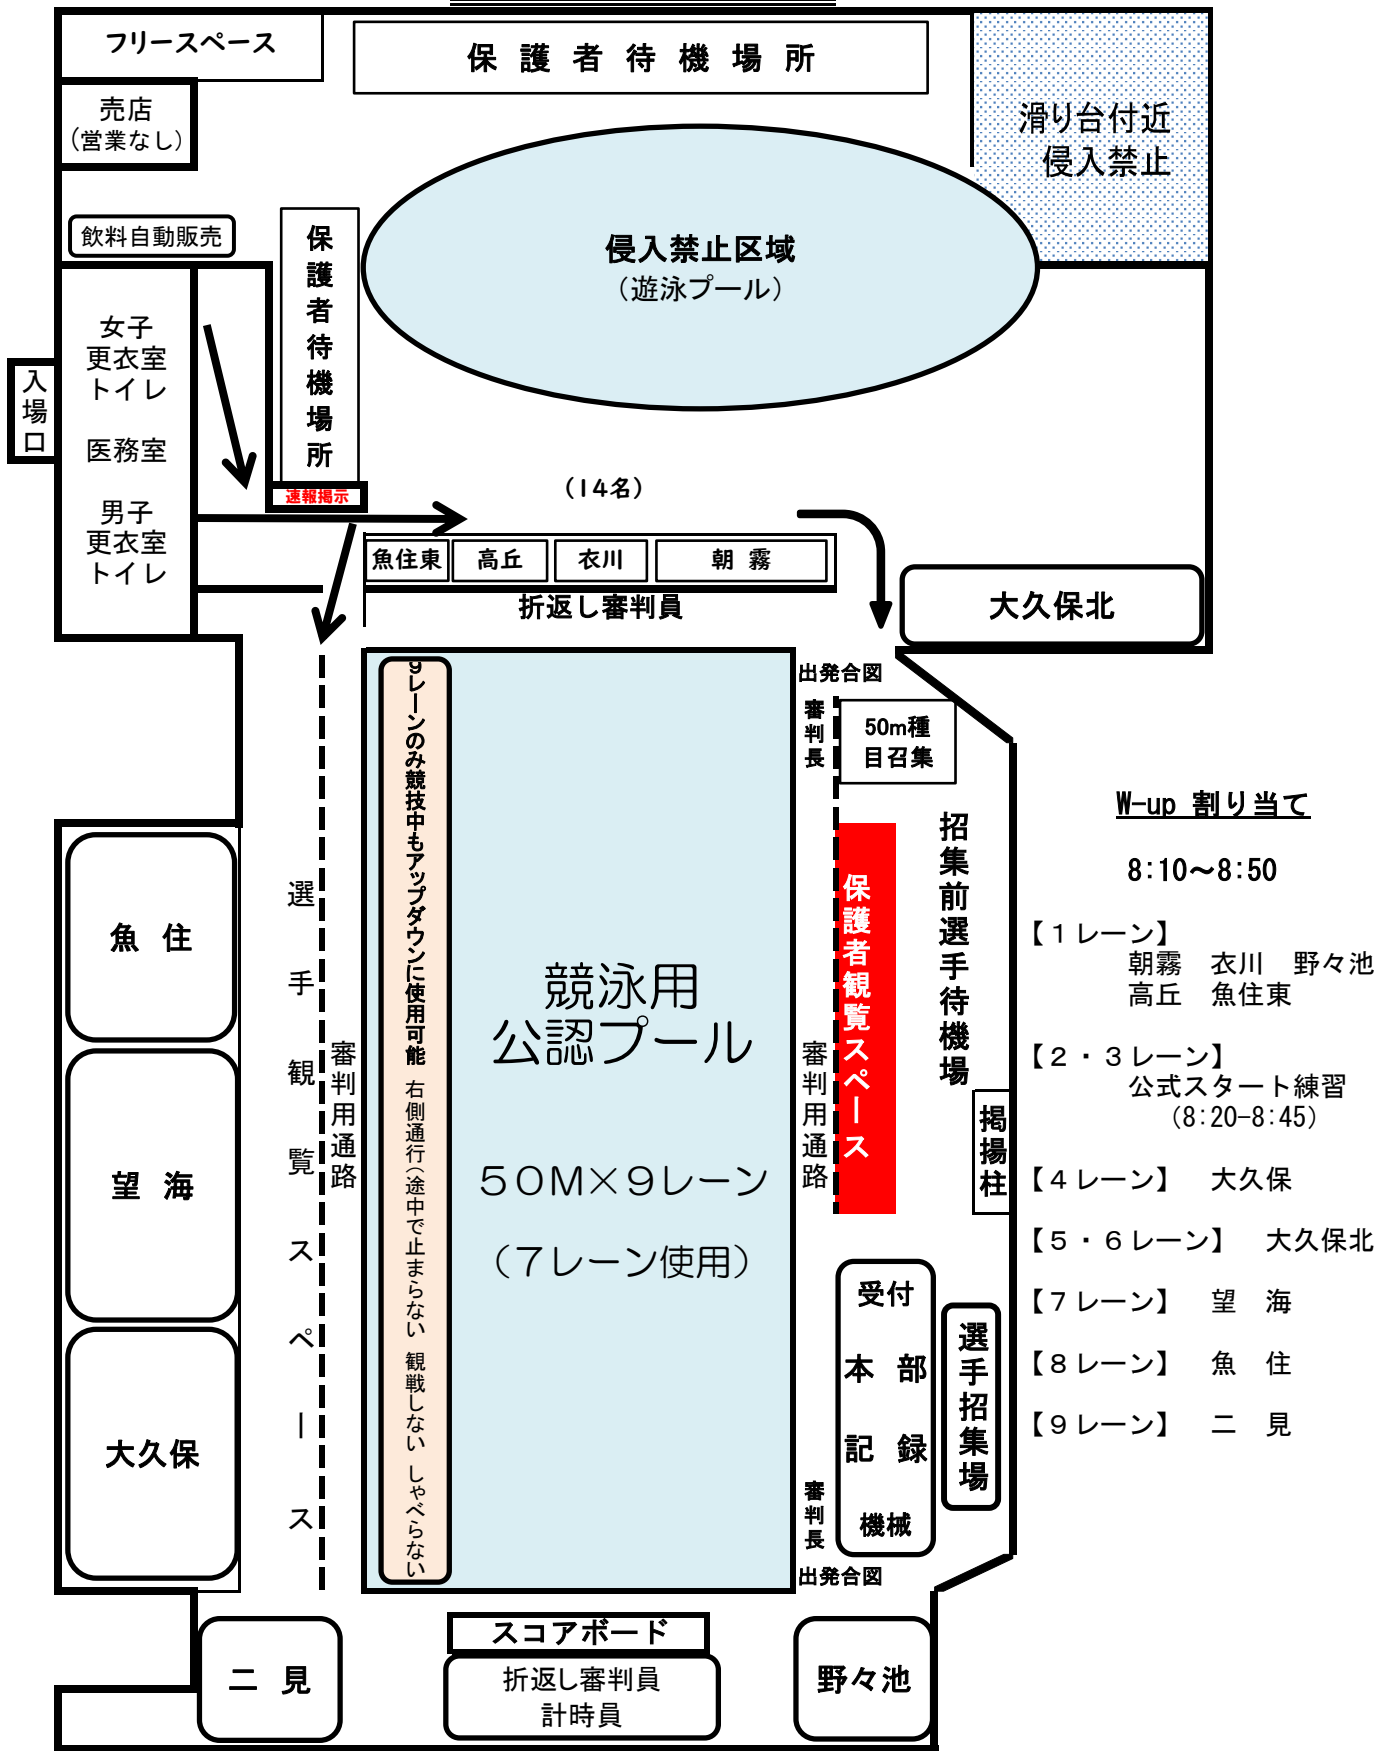 フリースペース
保護者待機場所
滑り台付近
侵入禁止
売店
(営業なし)
飲料自動販売
保護者待機場所
侵入禁止区域
（遊泳プール）
女子
更衣室
トイレ
医務室
男子
更衣室
トイレ
入場口
速報掲示
（14名）
魚住東
高丘
衣川
朝 霧
折返し審判員
大久保北
9レーンのみ競技中もアップダウンに使用可能 右側通行（途中で止まらない 観戦しない しゃべらない
出発合図
審判長
50m種
目召集
招集前選手待機場
保護者観覧スペース
魚 住
望 海
大久保
選手観覧スペース
審判用通路
競泳用
公認プール
５０Ｍ×９レーン
（７レーン使用）
審判用通路
掲揚柱
受付
本 部
記 録
機械
選手招集場
審判長
出発合図
スコアボード
折返し審判員
計時員
二 見
野々池
W-up 割り当て
8:10～8:50
【１レーン】
朝霧　衣川　野々池
高丘　魚住東
【２・３レーン】
公式スタート練習
（8:20-8:45）
【４レーン】　大久保
【５・６レーン】　大久保北
【７レーン】　望　海
【８レーン】　魚　住
【９レーン】　二　見